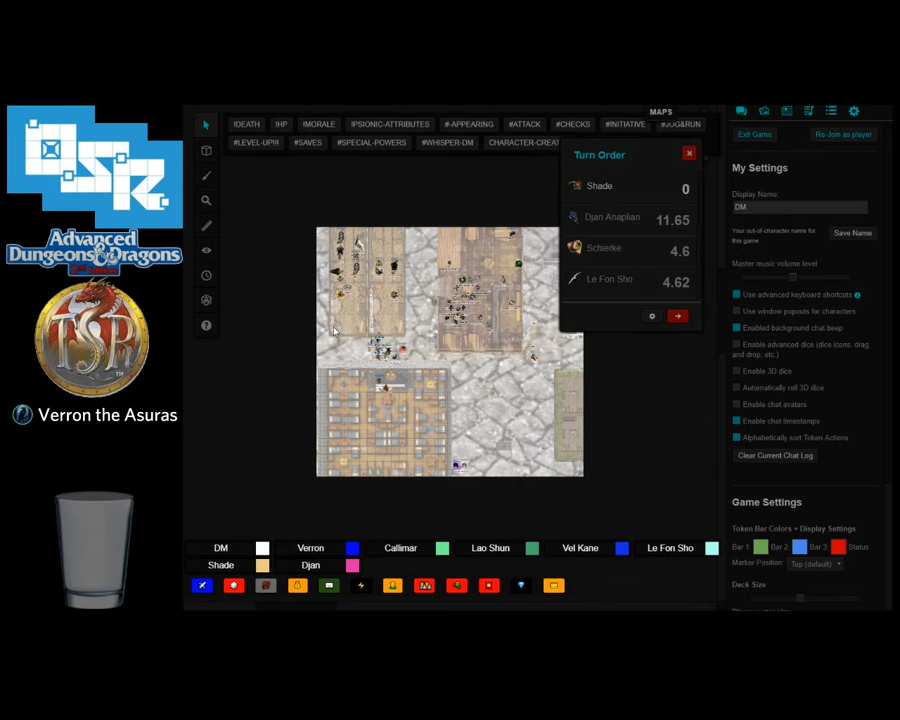 OSR
Advanced
Dungeons & Dragons
2nd Edition
TSR
TM
Verron the Asuras
MAPS
!DEATH !HP !MORALE !PSIONIC-ATTRIBUTES #-APPEARING #ATTACK #CHECKS #INITIATIVE #JOG&RUN
#LEVEL-UP!!! #SAVES #SPECIAL-POWERS #WHISPER-DM CHARACTER-CREAT
Turn Order
Shade 0
Djan Anaplian 11.65
Schierke 4.6
Le Fon Sho 4.62
Exit Game Re-Join as player
My Settings
Display Name:
DM
Your out-of-character name for
this game
Save Name
Master music volume level
Use advanced keyboard shortcuts
Use window popouts for characters
Enabled background chat beep
Enable advanced dice (dice icons, drag
and drop, etc.)
Enable 3D dice
Automatically roll 3D dice
Enable chat avatars
Enable chat timestamps
Alphabetically sort Token Actions
Clear Current Chat Log
Game Settings
Token Bar Colors + Display Settings
Bar 1 Bar 2 Bar 3 Status
Marker Position: Top (default)
Deck Size
DM Verron Callimar Lao Shun Vel Kane Le Fon Sho
Shade Djan